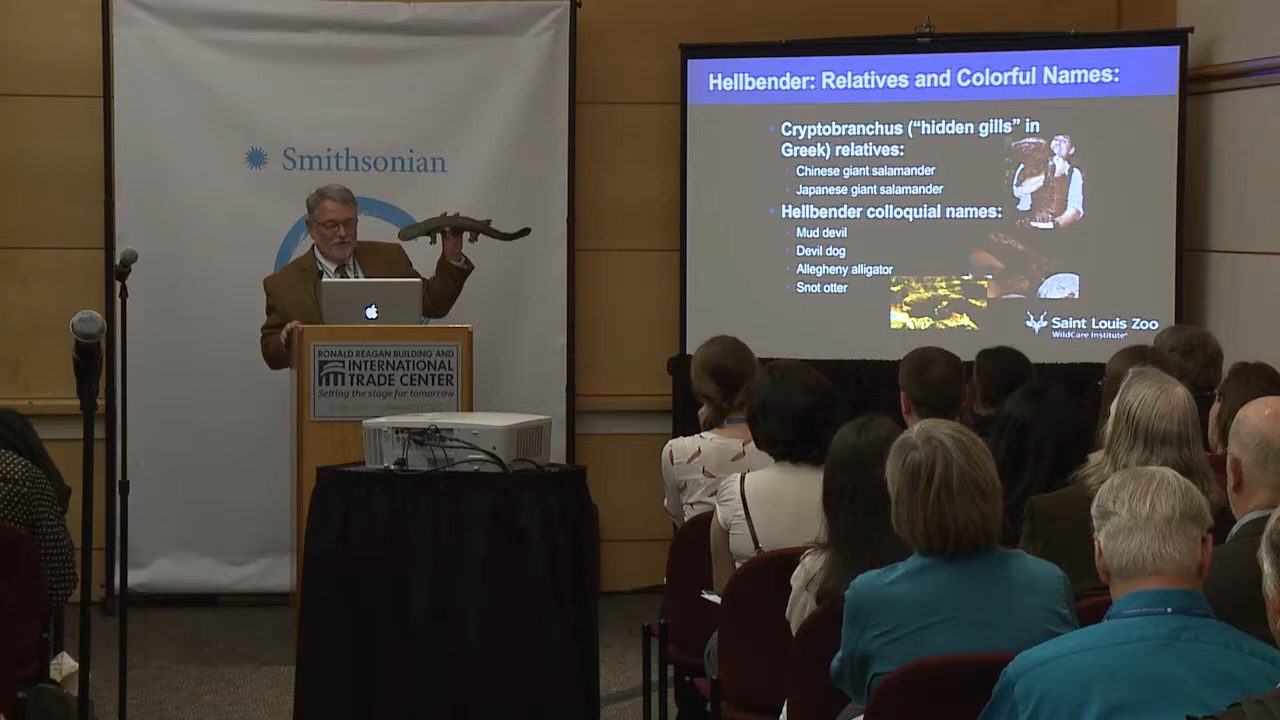 Smithsonian
RONALD REAGAN BUILDING AND
INTERNATIONAL
TRADE CENTER
Setting the stage for tomorrow
Hellbender: Relatives and Colorful Names:
Cryptobranchus ("hidden gills" in
Greek) relatives:
Chinese giant salamander
Japanese giant salamander
Hellbender colloquial names:
Mud devil
Devil dog
Allegheny alligator
Snot otter
Saint Louis Zoo
WildCare Institute®